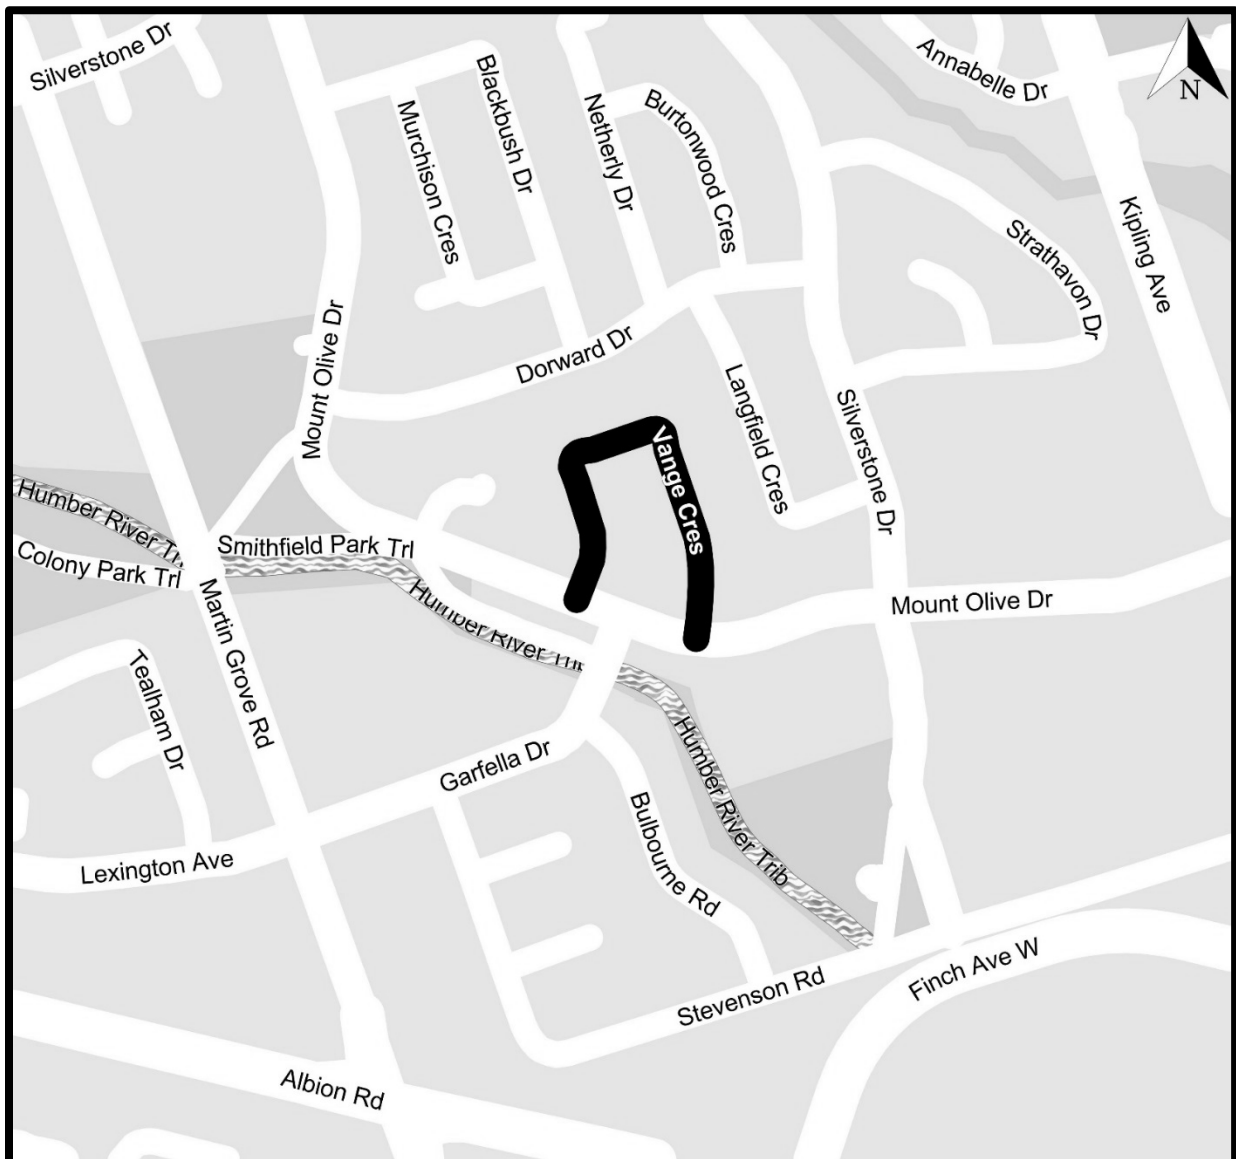 Silverstone Dr
Annabelle Dr
N
Blackbush Dr
Murchison Cres
Netherly Dr
Burtonwood Cres
Kipling Ave
Strathavon Dr
Mount Olive Dr
Dorward Dr
Langfield Cres
Silverstone Dr
Vange Cres
Humber River Tri
Smithfield Park Trl
Colony Park Trl
Martin Grove Rd
Humber River Trib
Mount Olive Dr
Tealham Dr
Garfella Dr
Humber River Trib
Bulbourne Rd
Lexington Ave
Stevenson Rd
Finch Ave W
Albion Rd